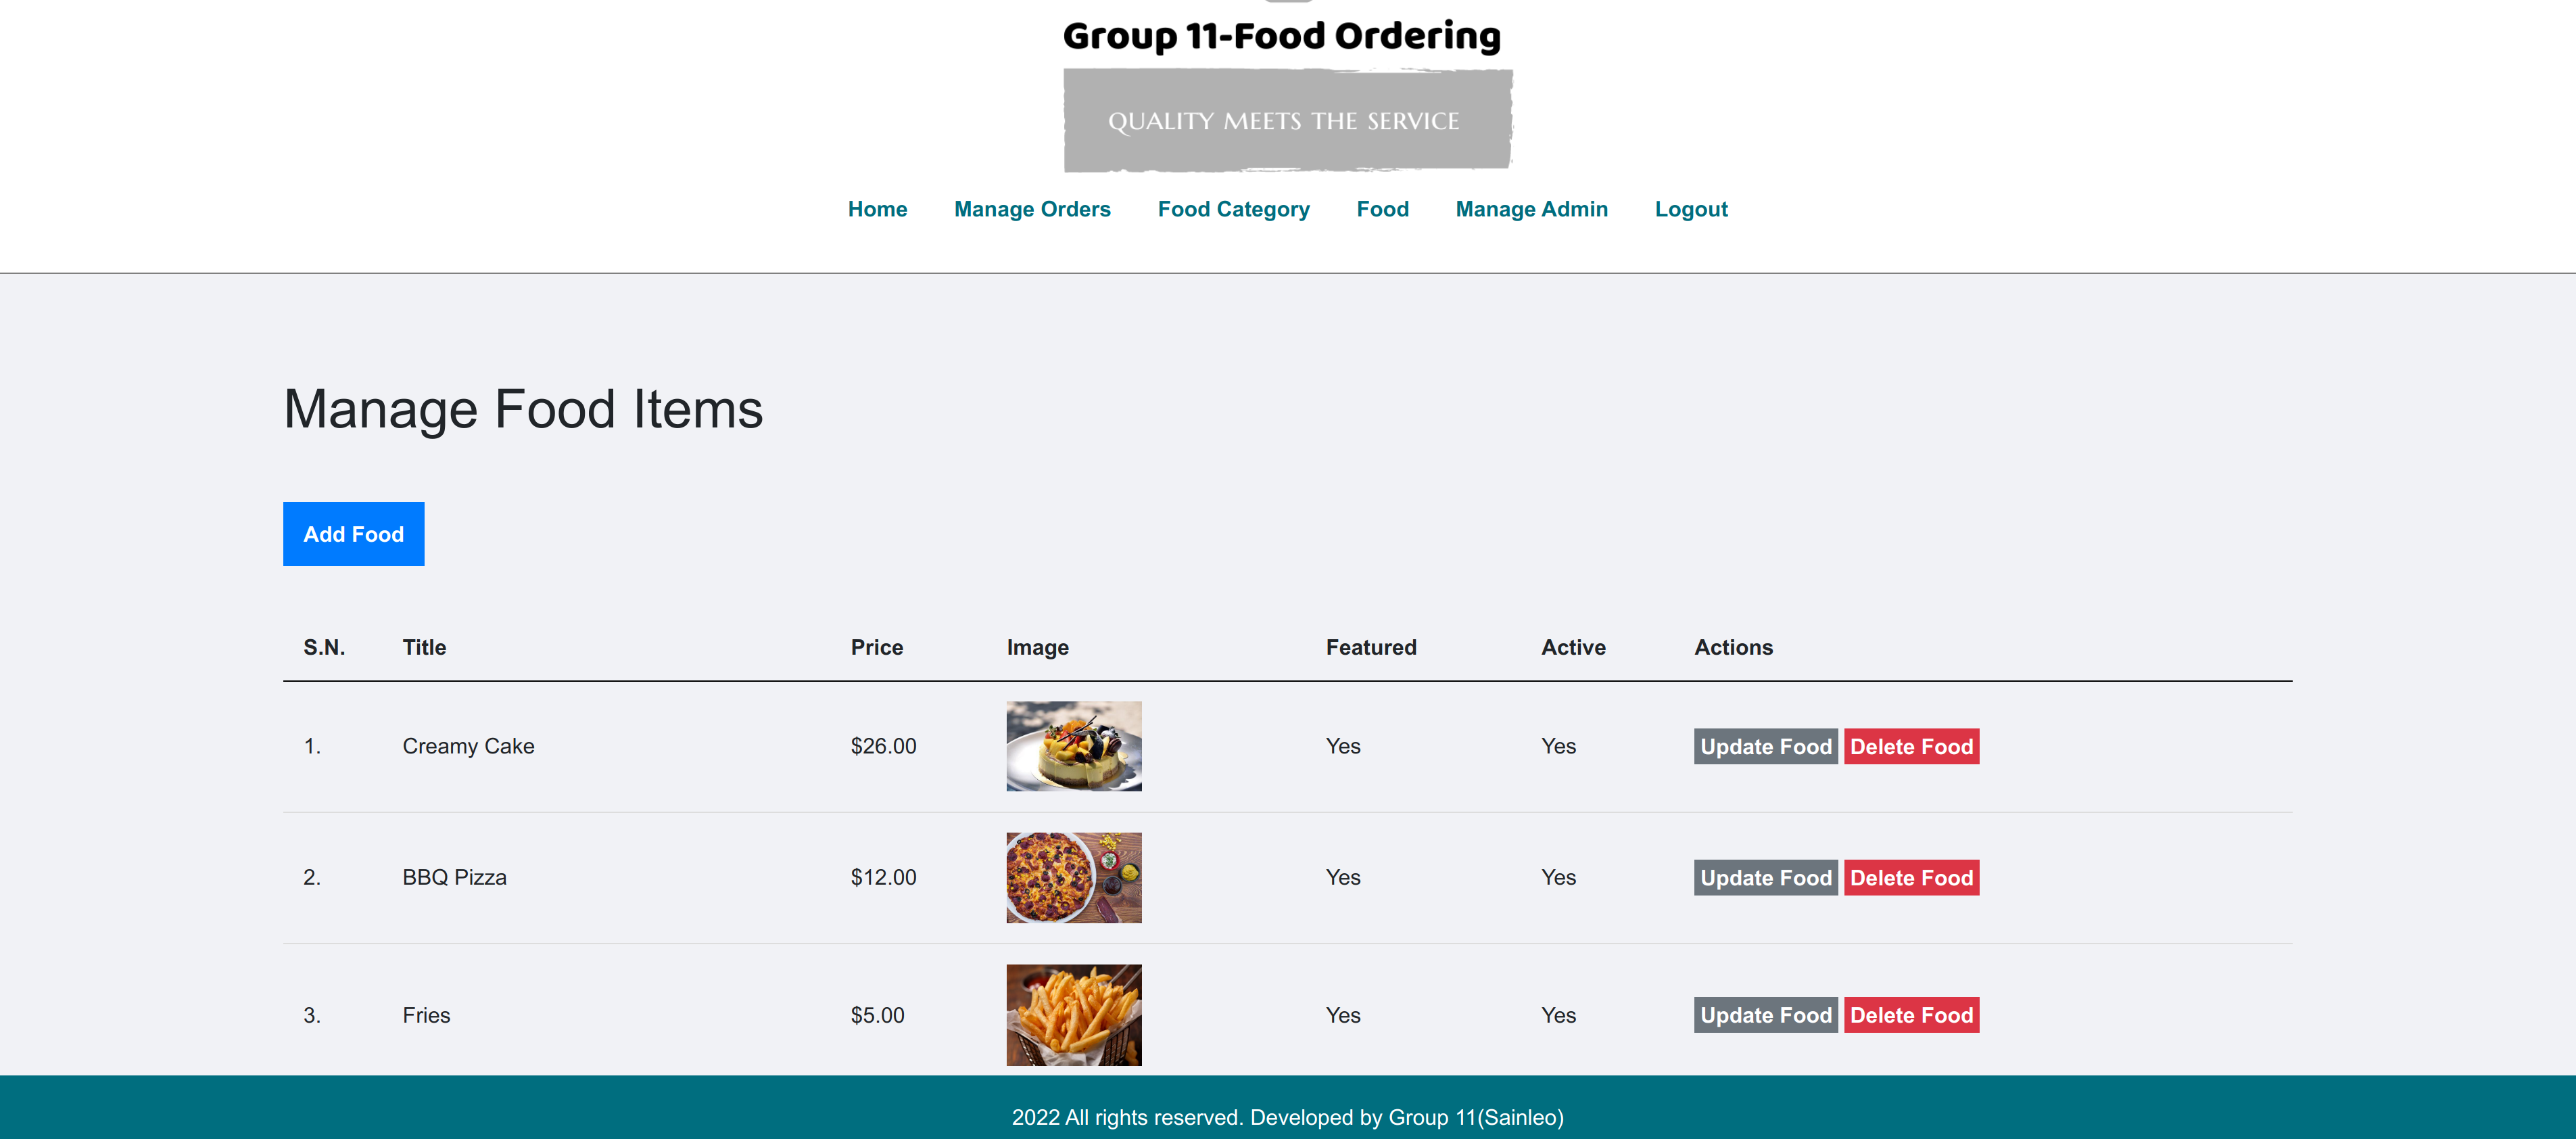 Group 11-Food Ordering
QUALITY MEETS THE SERVICE
Home Manage Orders Food Category Food Manage Admin Logout
Manage Food Items
Add Food
S.N. Title Price Image Featured Active Actions
1. Creamy Cake $26.00 Yes Yes Update Food Delete Food
2. BBQ Pizza $12.00 Yes Yes Update Food Delete Food
3. Fries $5.00 Yes Yes Update Food Delete Food
2022 All rights reserved. Developed by Group 11(Sainleo)